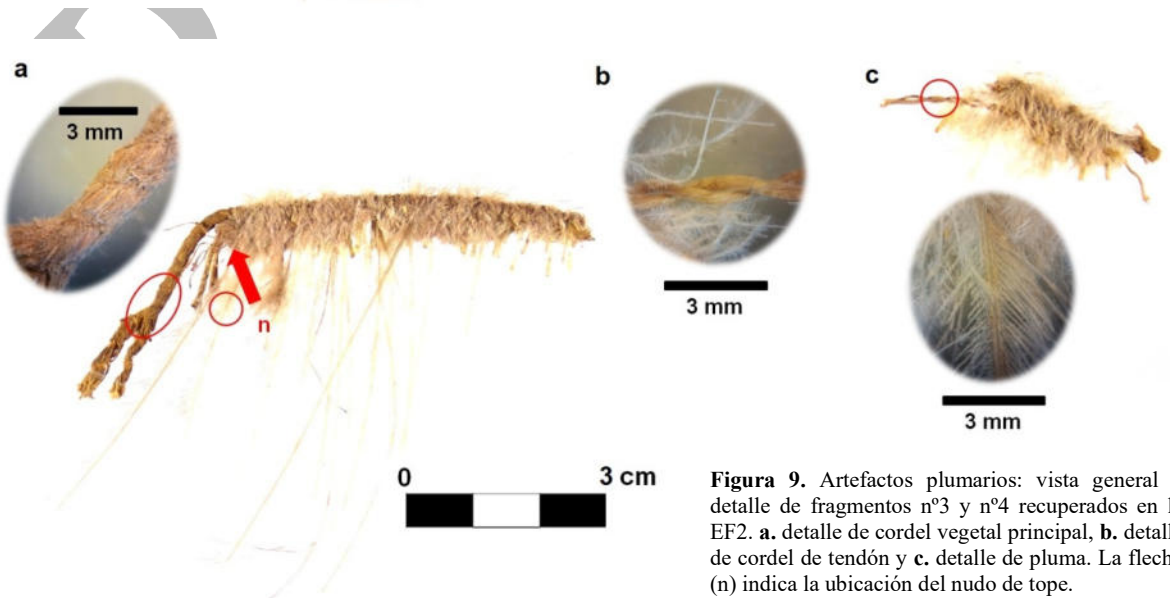 a
3 mm
n
b
3 mm
c
3 mm
0 3 cm
Figura 9. Artefactos plumarios: vista general
detalle de fragmentos nº3 y nº4 recuperados en
EF2. a. detalle de cordel vegetal principal, b.
de cordel de tendón y c. detalle de pluma. La
(n) indica la ubicación del nudo de tope.